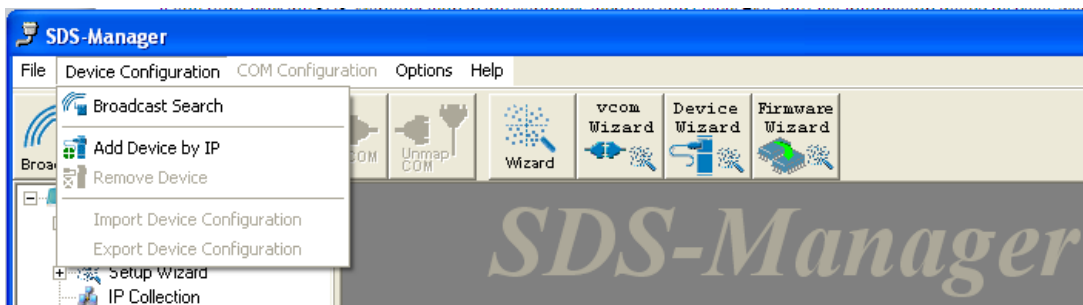 SDS-Manager
File Device Configuration COM Configuration Options Help
Broadcast Search
Add Device by IP
Remove Device
Import Device Configuration
Export Device Configuration
COM
Unmap COM
Wizard
vcom Wizard
Device Wizard
Firmware Wizard
Setup Wizard
IP Collection
SDS-Manager